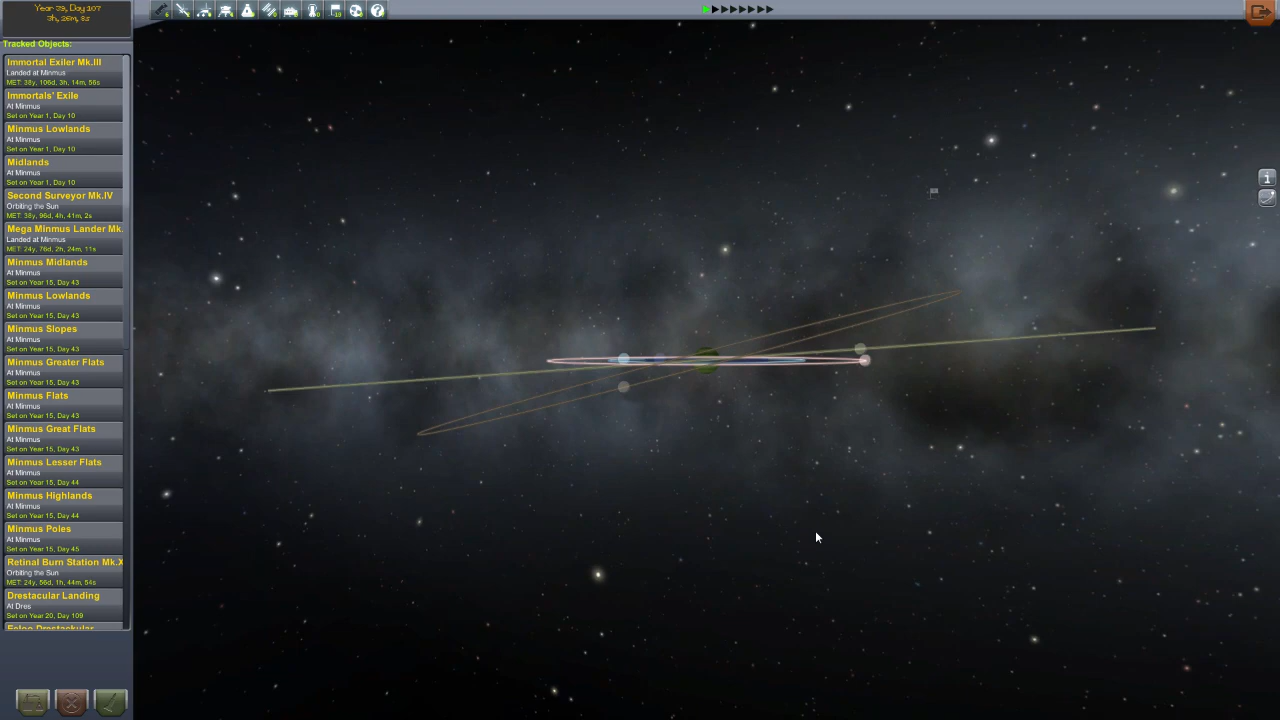 Year 39, Day 107
3h, 26m, 8s
Tracked Objects:
Immortal Exiler Mk.III
Landed at Minmus
MET: 38y, 106d, 3h, 14m, 56s
Immortals' Exile
At Minmus
Set on Year 1, Day 10
Minmus Lowlands
At Minmus
Set on Year 1, Day 10
Midlands
At Minmus
Set on Year 1, Day 10
Second Surveyor Mk.IV
Orbiting the Sun
MET: 38y, 96d, 4h, 41m, 2s
Mega Minmus Lander Mk.
Landed at Minmus
MET: 24y, 76d, 2h, 24m, 11s
Minmus Midlands
At Minmus
Set on Year 15, Day 43
Minmus Lowlands
At Minmus
Set on Year 15, Day 43
Minmus Slopes
At Minmus
Set on Year 15, Day 43
Minmus Greater Flats
At Minmus
Set on Year 15, Day 43
Minmus Flats
At Minmus
Set on Year 15, Day 43
Minmus Great Flats
At Minmus
Set on Year 15, Day 43
Minmus Lesser Flats
At Minmus
Set on Year 15, Day 44
Minmus Highlands
At Minmus
Set on Year 15, Day 44
Minmus Poles
At Minmus
Set on Year 15, Day 45
Retinal Burn Station Mk.X
Orbiting the Sun
MET: 24y, 56d, 1h, 44m, 54s
Drestacular Landing
At Dres
Set on Year 20, Day 109